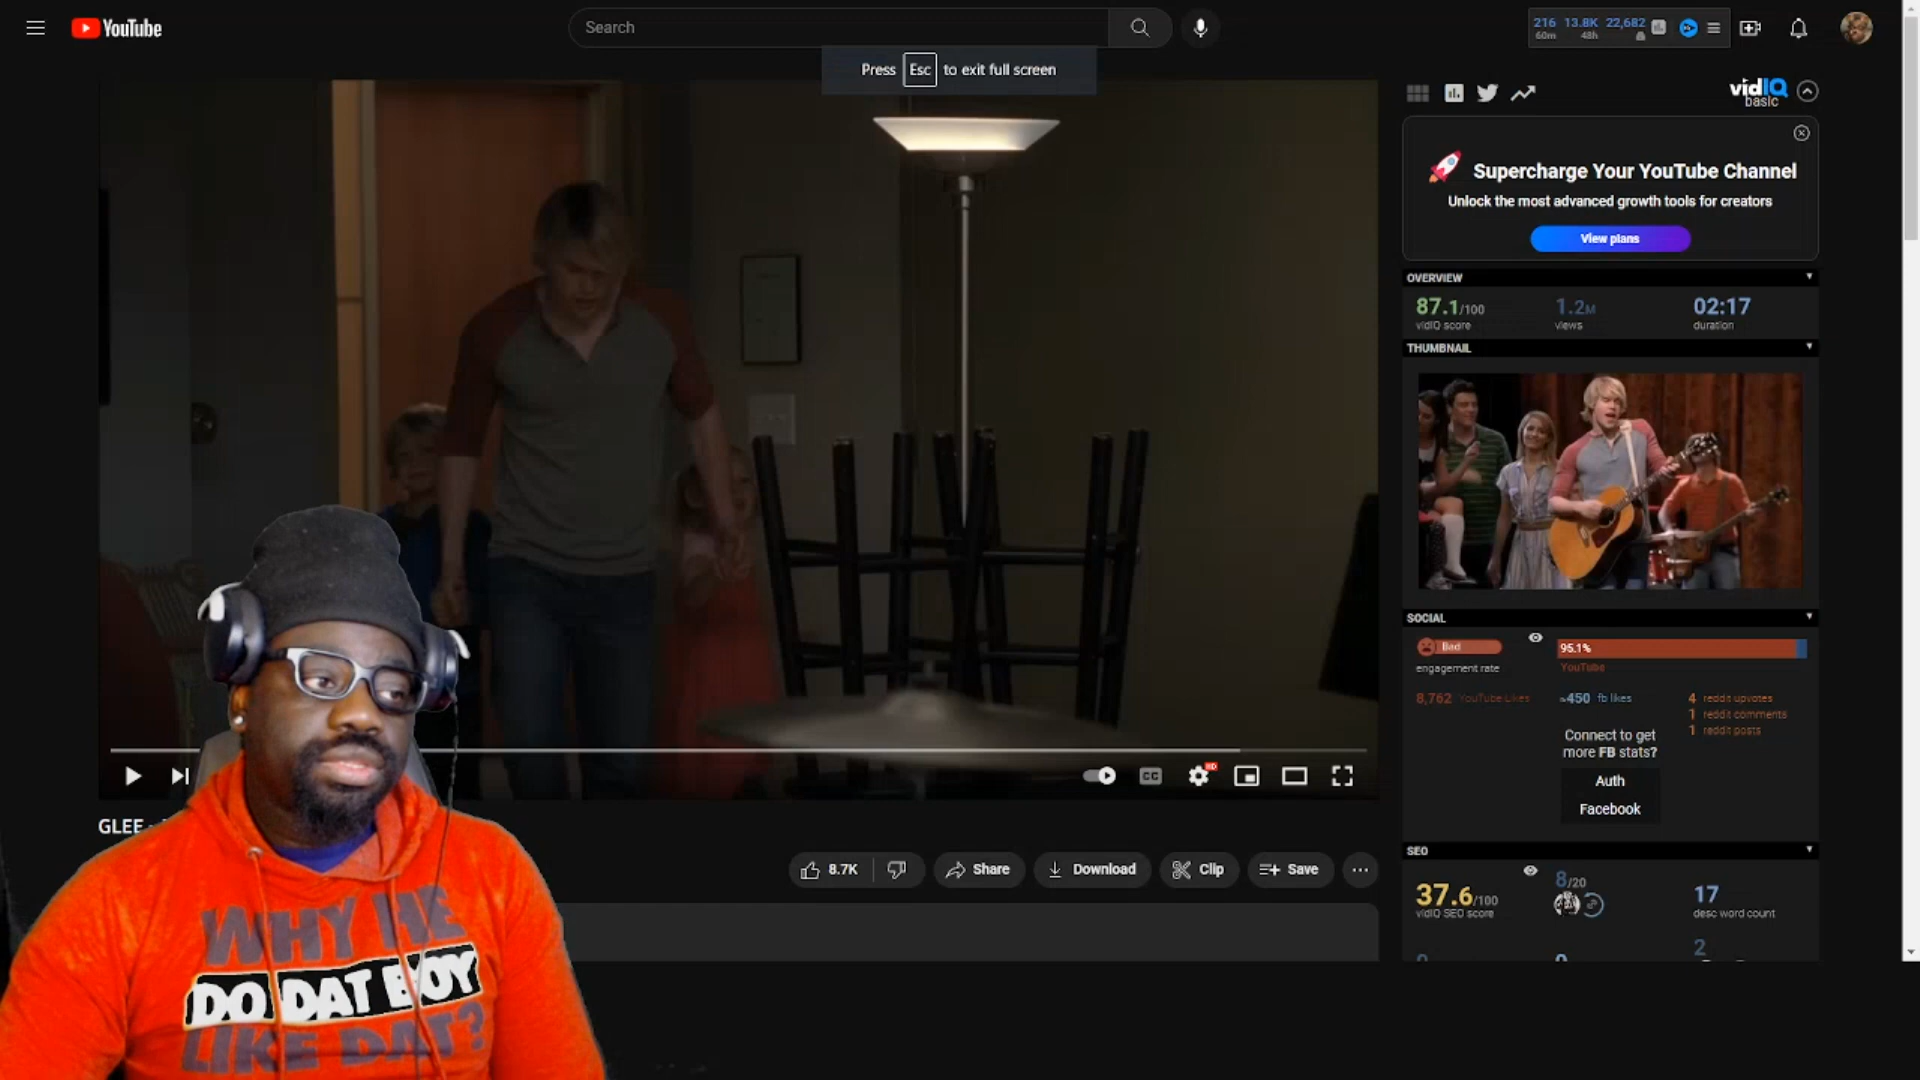 YouTube
Search
216 13.8K 22,682
60m 48h
Press Esc to exit full screen
vidIQ
basic
Supercharge Your YouTube Channel
Unlock the most advanced growth tools for creators
View plans
OVERVIEW
87.1/100 1.2M 02:17
vidIQ score views duration
THUMBNAIL
SOCIAL
Bad 95.1%
engagement rate YouTube
8,762 YouTube Likes 450 fb likes 4 reddit upvotes
1 reddit comments
1 reddit posts
Connect to get
more FB stats?
Auth
Facebook
CC HD
GLEE -
8.7K Share Download Clip Save
SEO
37.6/100 8/20 17
vidIQ SEO score desc word count
2
WHY HE
DO DAT BOY
LIKE DAT?